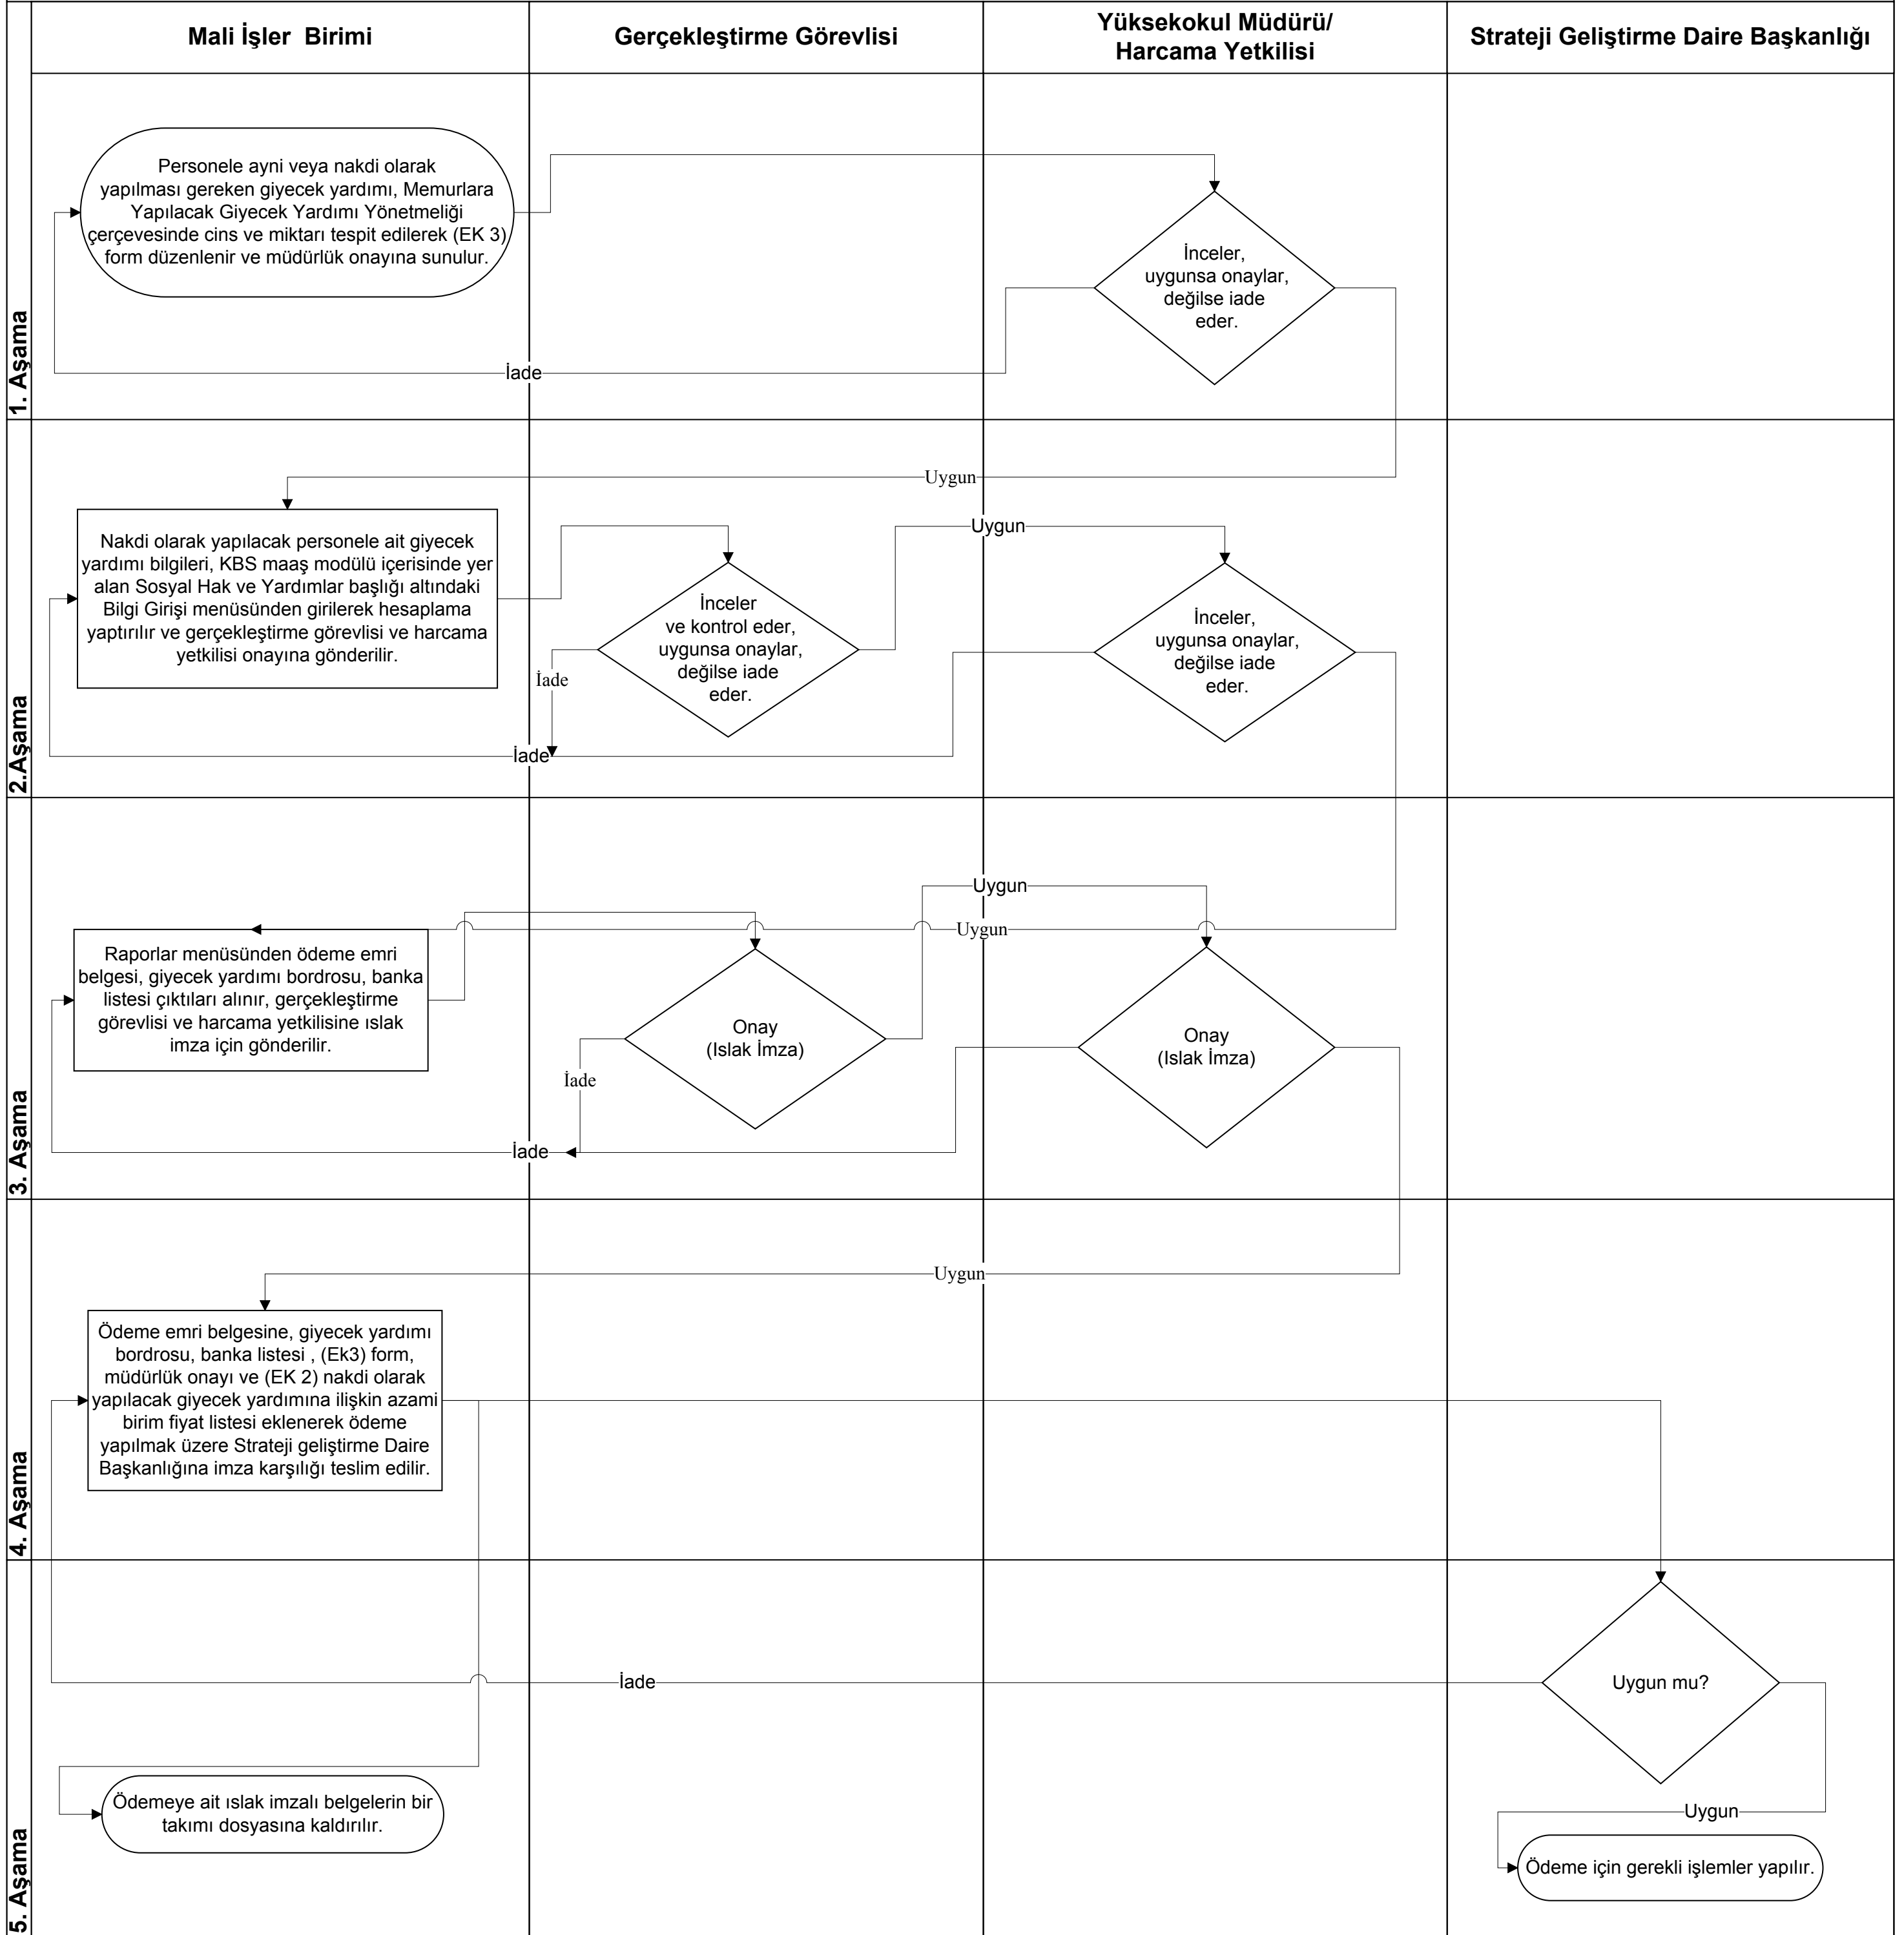 Mali İşler Birimi
Gerçekleştirme Görevlisi
Yüksekokul Müdürü/
Harcama Yetkilisi
Strateji Geliştirme Daire Başkanlığı
1. Aşama
Personele ayni veya nakdi olarak
yapılması gereken giyecek yardımı, Memurlara
Yapılacak Giyecek Yardımı Yönetmeliği
çerçevesinde cins ve miktarı tespit edilerek (EK 3)
form düzenlenir ve müdürlük onayına sunulur.
İnceler,
uygunsa onaylar,
değilse iade
eder.
İade
2.Aşama
Uygun
Nakdi olarak yapılacak personele ait giyecek
yardımı bilgileri, KBS maaş modülü içerisinde yer
alan Sosyal Hak ve Yardımlar başlığı altındaki
Bilgi Girişi menüsünden girilerek hesaplama
yaptırılır ve gerçekleştirme görevlisi ve harcama
yetkilisi onayına gönderilir.
İnceler
ve kontrol eder,
uygunsa onaylar,
değilse iade
eder.
Uygun
İnceler,
uygunsa onaylar,
değilse iade
eder.
İade
İade
3. Aşama
Uygun
Uygun
Raporlar menüsünden ödeme emri
belgesi, giyecek yardımı bordrosu, banka
listesi çıktıları alınır, gerçekleştirme
görevlisi ve harcama yetkilisine ıslak
imza için gönderilir.
Onay
(Islak İmza)
Onay
(Islak İmza)
İade
İade
4. Aşama
Uygun
Ödeme emri belgesine, giyecek yardımı
bordrosu, banka listesi , (Ek3) form,
müdürlük onayı ve (EK 2) nakdi olarak
yapılacak giyecek yardımına ilişkin azami
birim fiyat listesi eklenerek ödeme
yapılmak üzere Strateji geliştirme Daire
Başkanlığına imza karşılığı teslim edilir.
5. Aşama
İade
Uygun mu?
Ödemeye ait ıslak imzalı belgelerin bir
takımı dosyasına kaldırılır.
Uygun
Ödeme için gerekli işlemler yapılır.